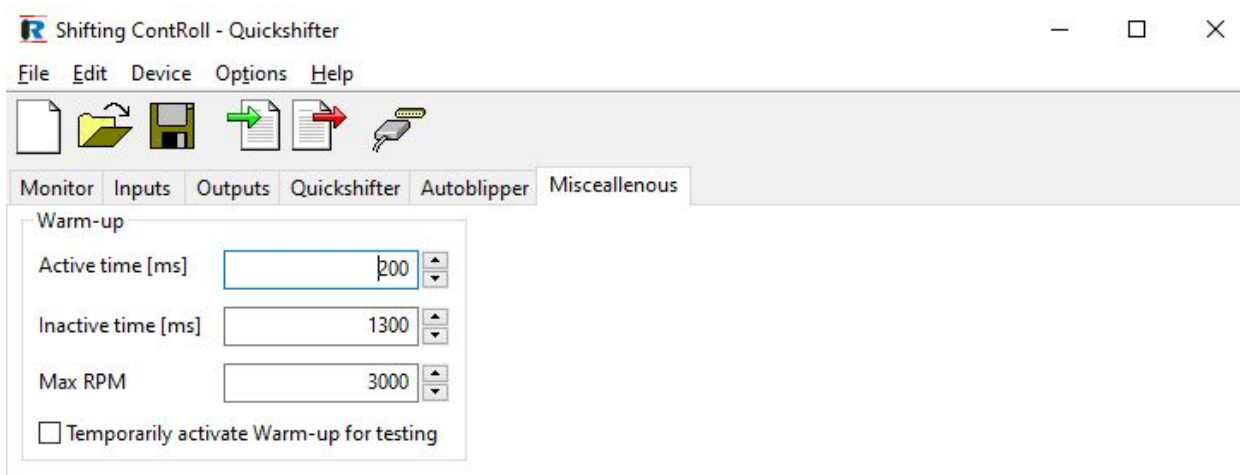 Shifting ContRoll - Quickshifter
File Edit Device Options Help
Monitor Inputs Outputs Quickshifter Autoblipper Misceallenous
Warm-up
Active time [ms] 200
Inactive time [ms] 1300
Max RPM 3000
Temporarily activate Warm-up for testing